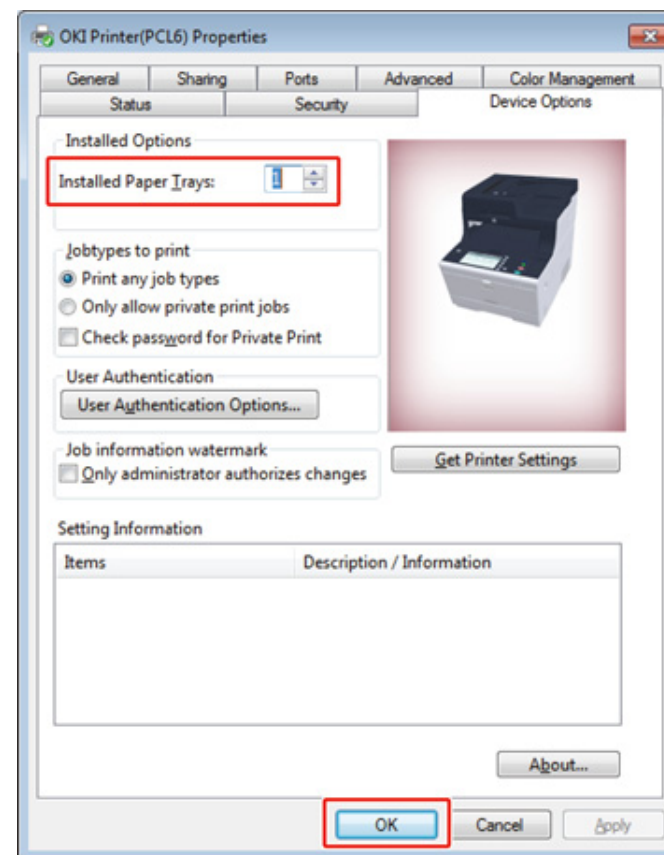 OKI Printer(PCL6) Properties
General Sharing Ports Advanced Color Management
Status Security Device Options
Installed Options
Installed Paper Trays: 1
Jobtypes to print
Print any job types
Only allow private print jobs
Check password for Private Print
User Authentication
User Authentication Options...
Job information watermark
Only administrator authorizes changes
Get Printer Settings
Setting Information
Items Description / Information
About...
OK Cancel Apply